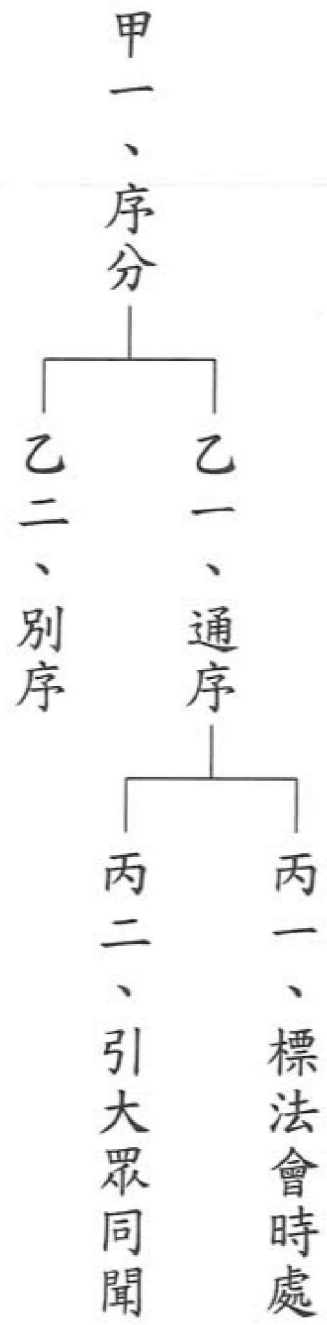 甲一、序分
乙一、通序
丙一、標法會時處
丙二、引大眾同聞
乙二、別序